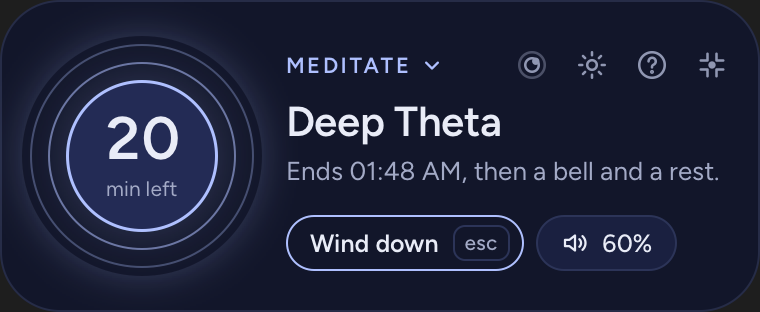 20
min left
MEDITATE
Deep Theta
Ends 01:48 AM, then a bell and a rest.
Wind down esc
60%